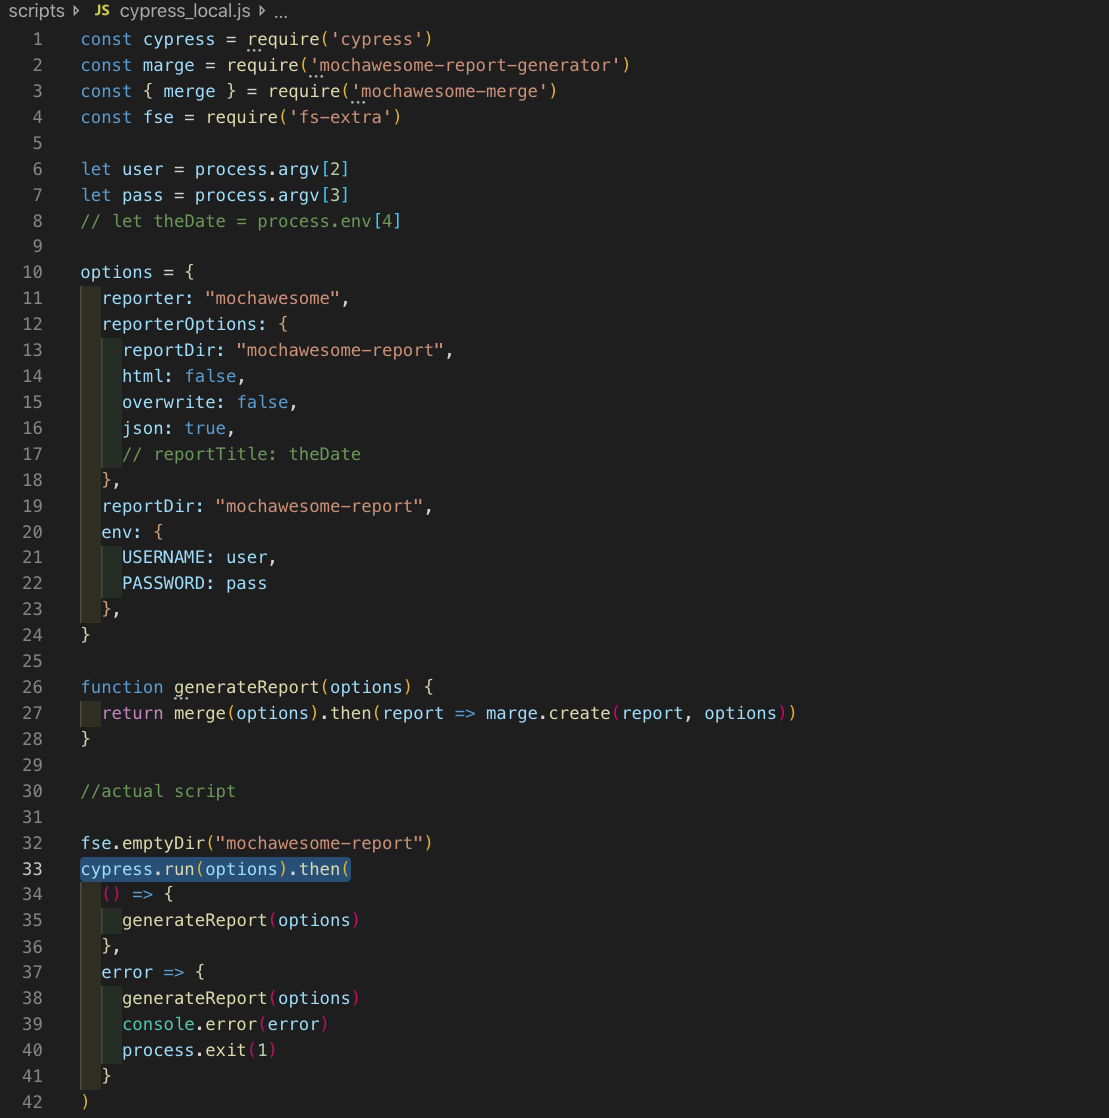 scripts JS cypress_local.js ...
1 const cypress = require('cypress')
2 const marge = require('mochawesome-report-generator')
3 const { merge } = require('mochawesome-merge')
4 const fse = require('fs-extra')
5
6 let user = process.argv[2]
7 let pass = process.argv[3]
8 // let theDate = process.env[4]
9
10 options = {
11   reporter: "mochawesome",
12   reporterOptions: {
13     reportDir: "mochawesome-report",
14     html: false,
15     overwrite: false,
16     json: true,
17     // reportTitle: theDate
18   },
19   reportDir: "mochawesome-report",
20   env: {
21     USERNAME: user,
22     PASSWORD: pass
23   },
24 }
25
26 function generateReport(options) {
27   return merge(options).then(report => marge.create(report, options))
28 }
29
30 //actual script
31
32 fse.emptyDir("mochawesome-report")
33 cypress.run(options).then(
34   () => {
35     generateReport(options)
36   },
37   error => {
38     generateReport(options)
39     console.error(error)
40     process.exit(1)
41   }
42 )